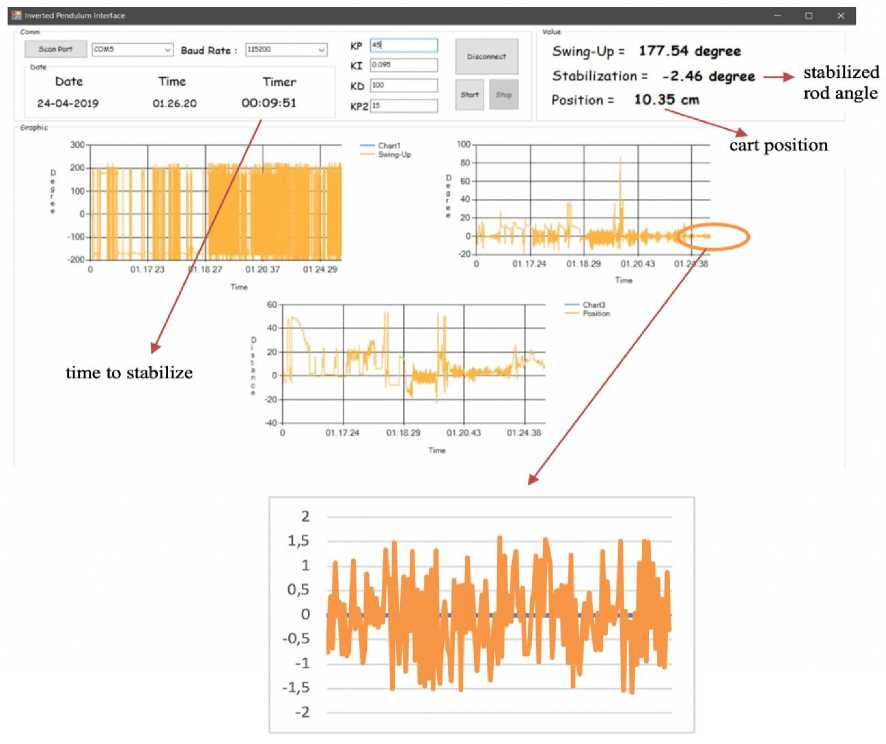 Inverted Pendulum Interface
Comm
Scan Port COM5 Baud Rate : 115200
KP 45
KI 0.095
KD 100
KP2 15
Disconnect
Start Stop
Date
Date Time Timer
24-04-2019 01.26.20 00:09:51
Value
Swing-Up = 177.54 degree
Stabilization = -2.46 degree
Position = 10.35 cm
stabilized
rod angle
cart position
Graphic
300
200
100
0
-100
-200
Degree
0 01.17.23 01.18.27 01.20.37 01.24.29
Time
Chart1
Swing-Up
100
80
60
40
20
0
-20
Degree
0 01.17.24 01.18.29 01.20.43 01.24.38
Time
time to stabilize
60
40
20
0
-20
-40
Distance
0 01.17.24 01.18.29 01.20.43 01.24.38
Time
Chart3
Position
2
1,5
1
0,5
0
-0,5
-1
-1,5
-2